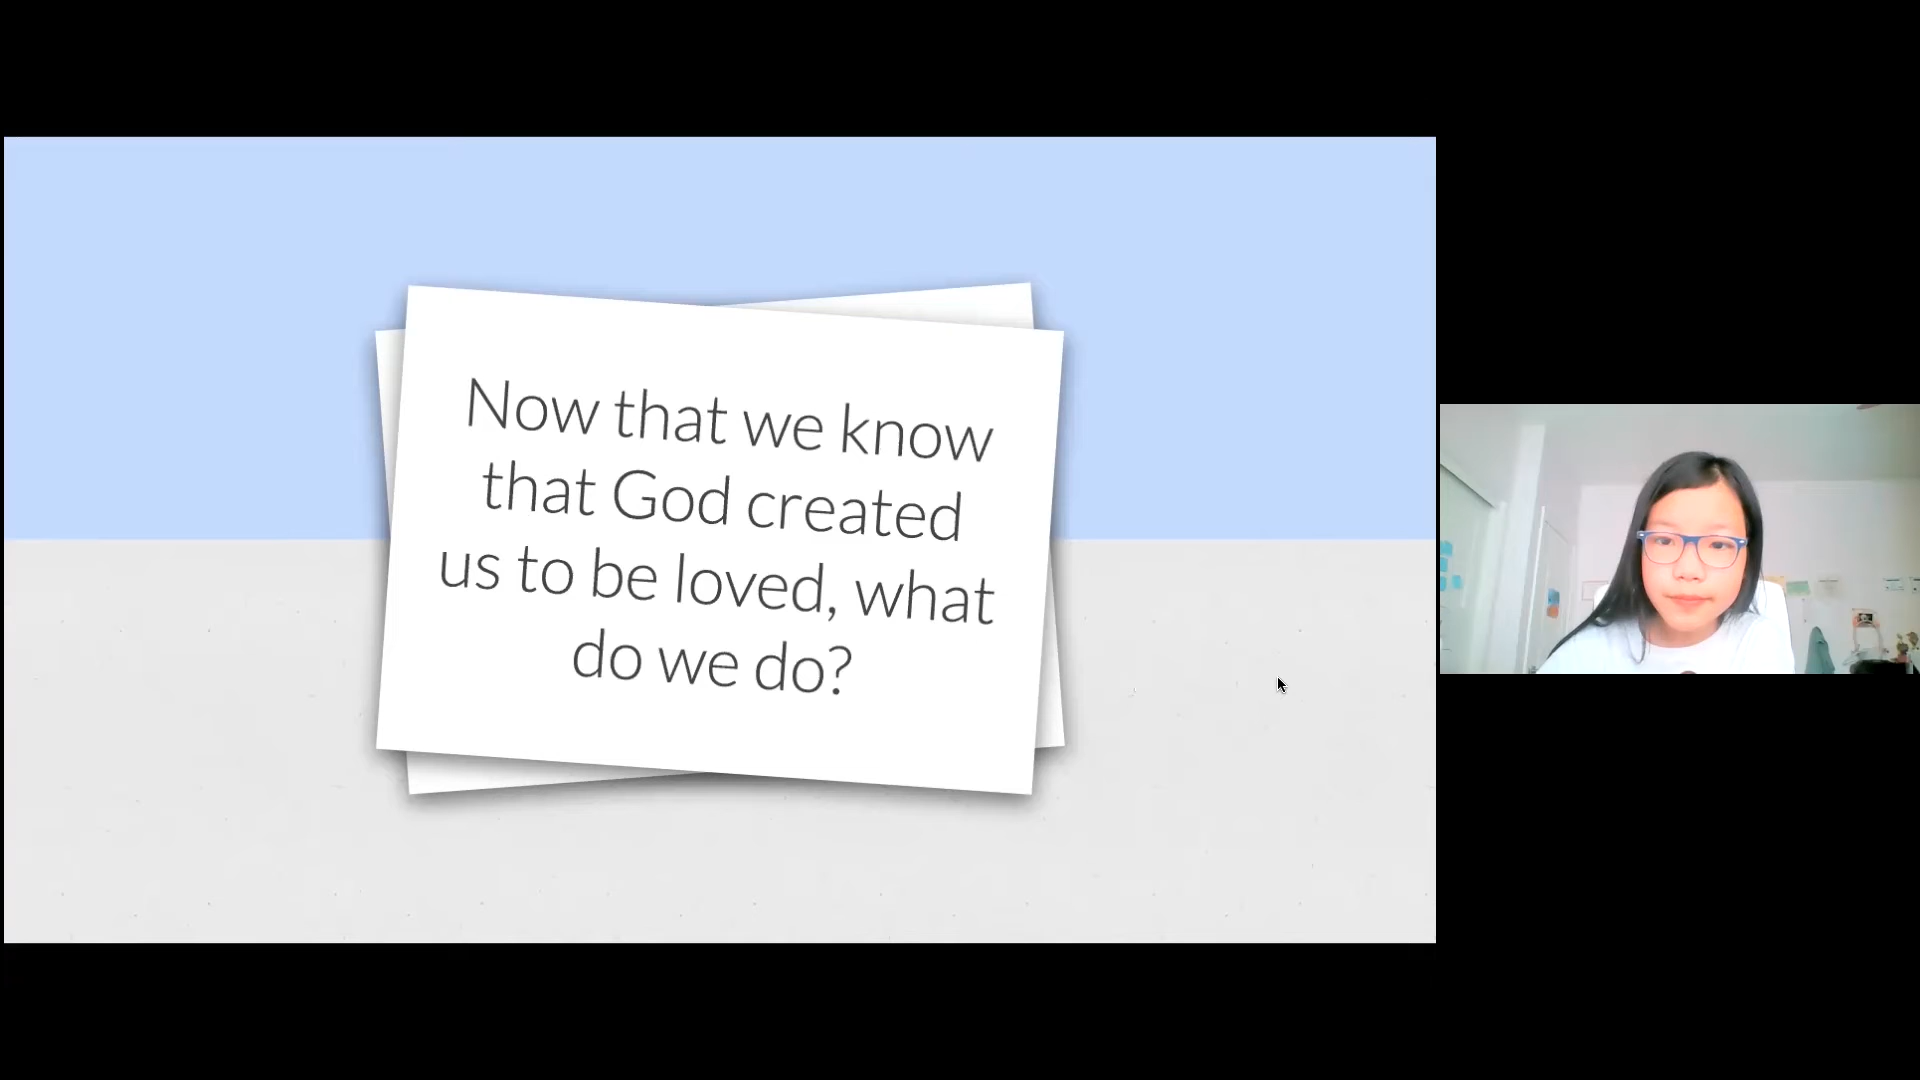 Now that we know
that God created
us to be loved, what
do we do?